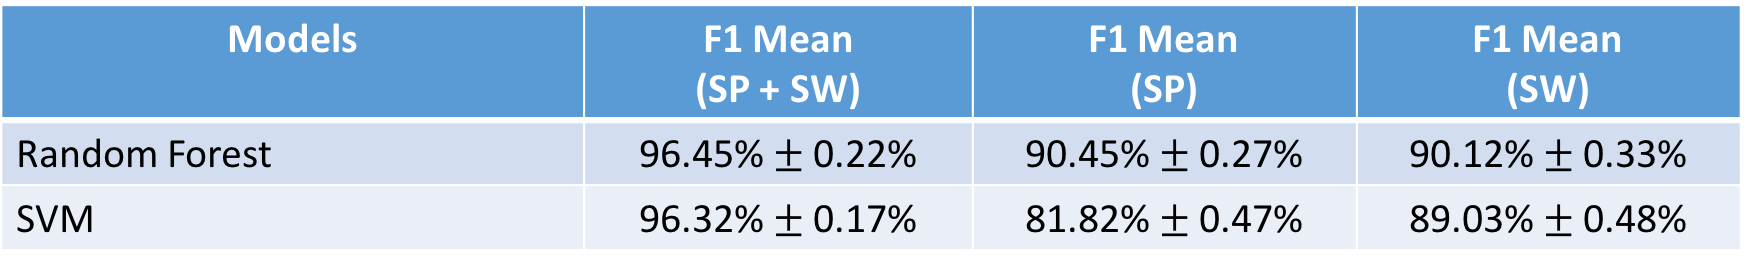 Models F1 Mean F1 Mean F1 Mean
(SP + SW) (SP) (SW)
Random Forest 96.45% ± 0.22% 90.45% ± 0.27% 90.12% ± 0.33%
SVM 96.32% ± 0.17% 81.82% ± 0.47% 89.03% ± 0.48%